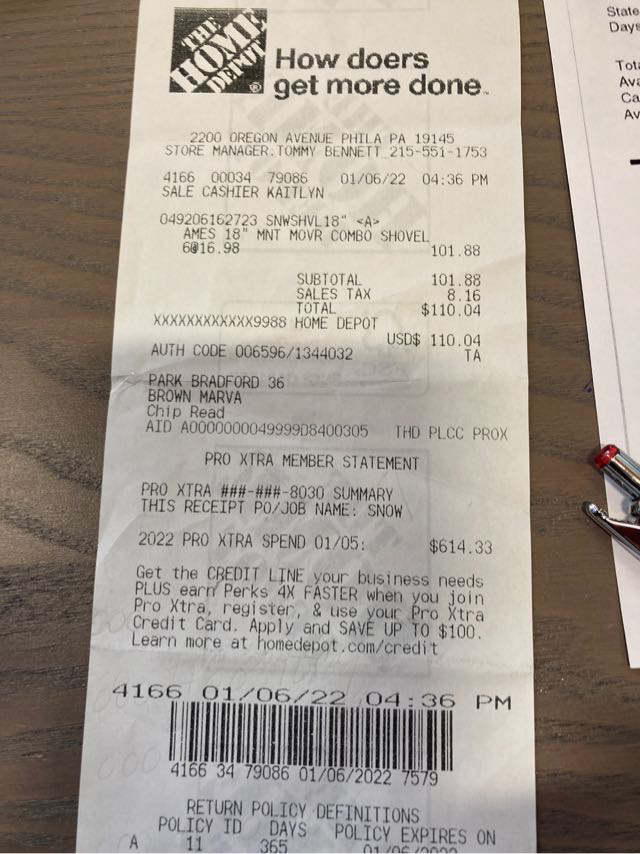 THE
HOME
DEPOT
®
How doers
get more done™
2200 OREGON AVENUE PHILA PA 19145
STORE MANAGER.TOMMY BENNETT 215-551-1753
4166 00034 79086 01/06/22 04:36 PM
SALE CASHIER KAITLYN
049206162723 SNWSHVL18" <A>
AMES 18" MNT MOVR COMBO SHOVEL
6@16.98 101.88
SUBTOTAL 101.88
SALES TAX 8.16
TOTAL $110.04
XXXXXXXXXXXX9988 HOME DEPOT
USD$ 110.04
AUTH CODE 006596/1344032 TA
PARK BRADFORD 36
BROWN MARVA
Chip Read
AID A0000000049999D8400305 THD PLCC PROX
PRO XTRA MEMBER STATEMENT
PRO XTRA ###-###-8030 SUMMARY
THIS RECEIPT PO/JOB NAME: SNOW
2022 PRO XTRA SPEND 01/05: $614.33
Get the CREDIT LINE your business needs
PLUS earn Perks 4X FASTER when you join
Pro Xtra, register, & use your Pro Xtra
Credit Card. Apply and SAVE UP TO $100.
Learn more at homedepot.com/credit
4166 01/06/22 04:36 PM
4166 34 79086 01/06/2022 7579
RETURN POLICY DEFINITIONS
POLICY ID DAYS POLICY EXPIRES ON
A 11 365
State
Days